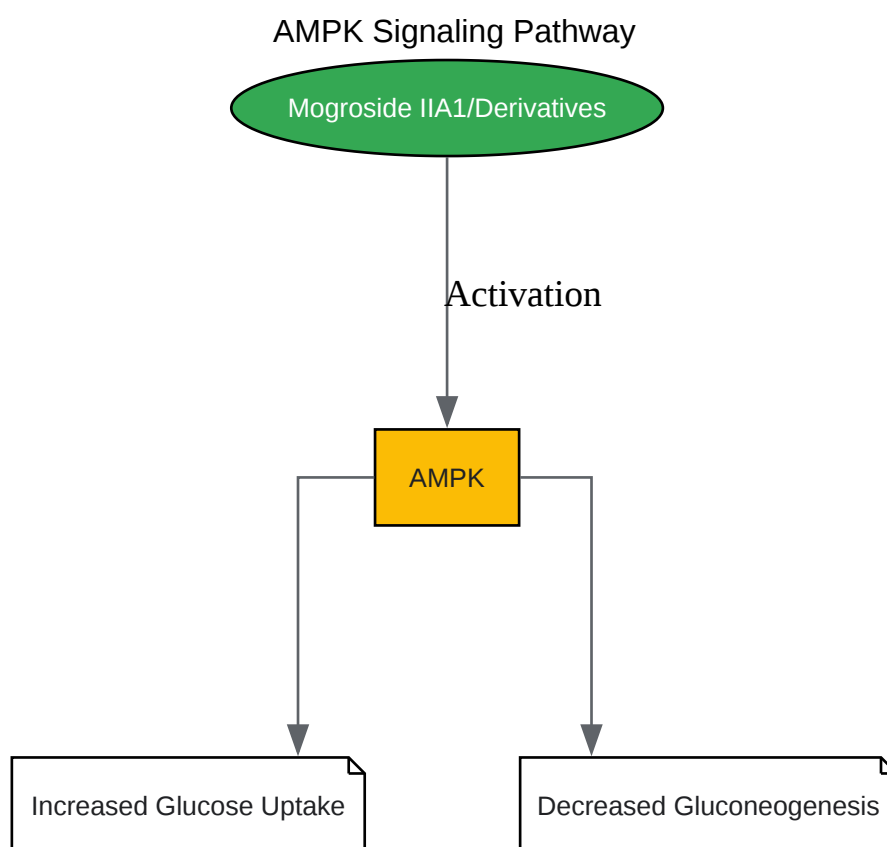 AMPK Signaling Pathway
Mogroside IIA1/Derivatives
Activation
AMPK
Increased Glucose Uptake
Decreased Gluconeogenesis